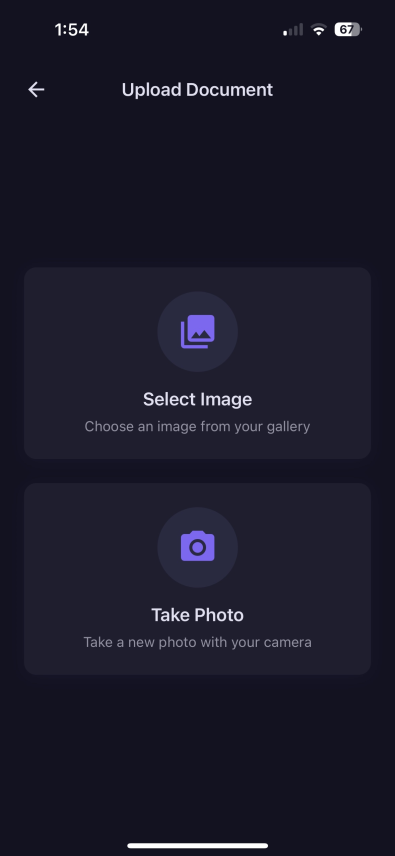 1:54
67
Upload Document
Select Image
Choose an image from your gallery
Take Photo
Take a new photo with your camera